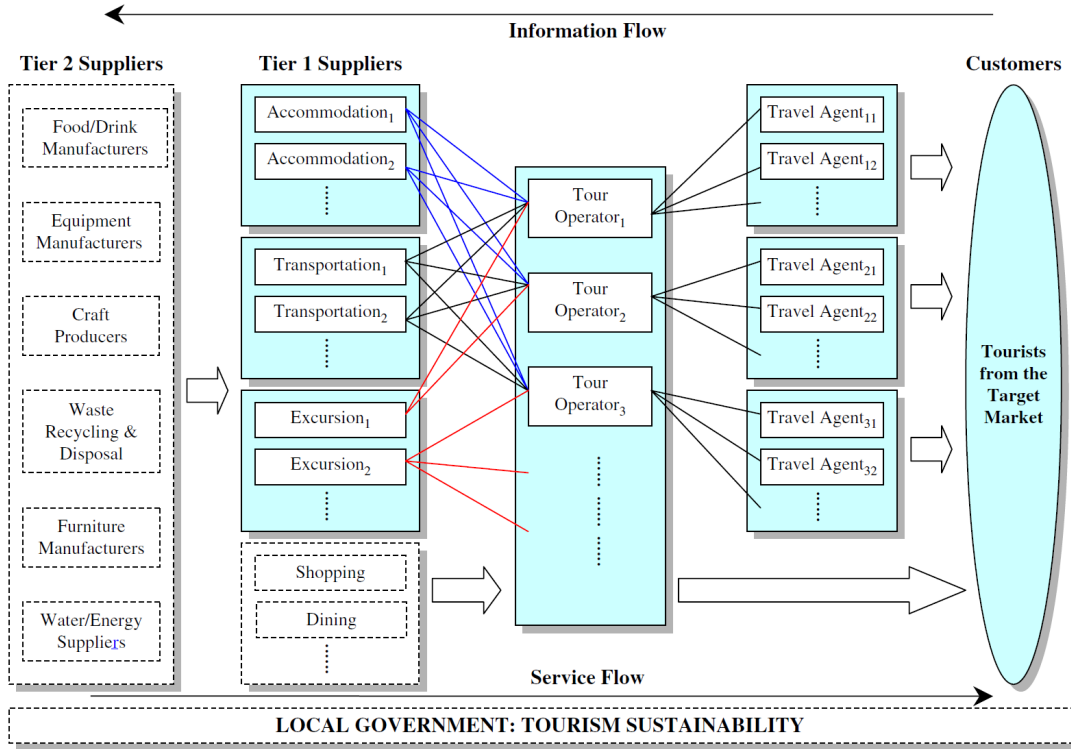 Information Flow
Tier 2 Suppliers
Food/Drink
Manufacturers
Equipment
Manufacturers
Craft
Producers
Waste
Recycling &
Disposal
Furniture
Manufacturers
Water/Energy
Suppliers
Tier 1 Suppliers
Accommodation1
Accommodation2
Transportation1
Transportation2
Excursion1
Excursion2
Shopping
Dining
Tour
Operator1
Tour
Operator2
Tour
Operator3
Travel Agent11
Travel Agent12
Travel Agent21
Travel Agent22
Travel Agent31
Travel Agent32
Customers
Tourists
from the
Target
Market
Service Flow
LOCAL GOVERNMENT: TOURISM SUSTAINABILITY